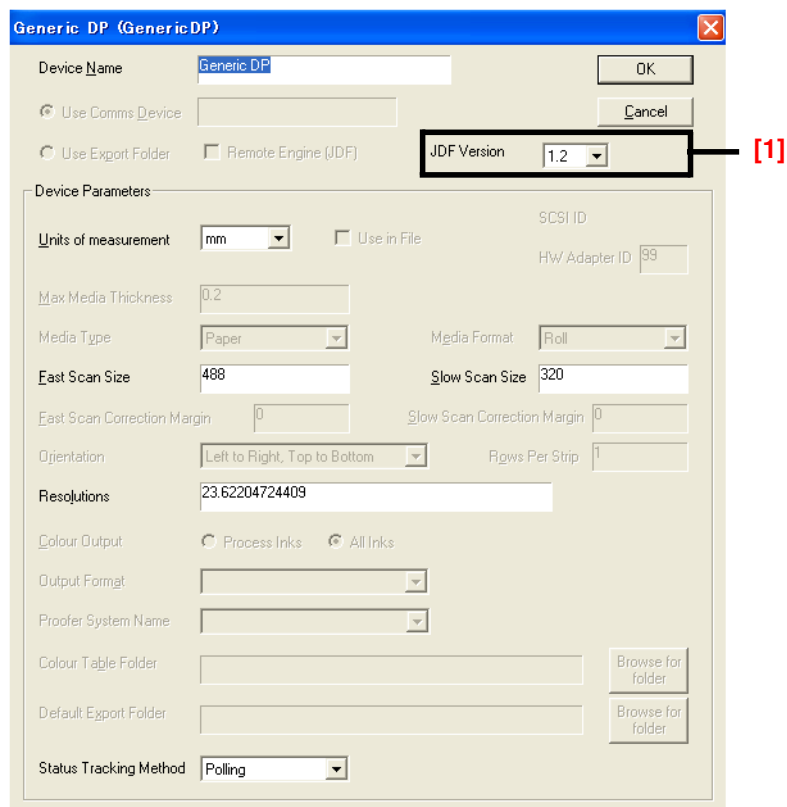 Generic DP (GenericDP)
Device Name Generic DP OK
Use Comms Device Cancel
Use Export Folder Remote Engine (JDF) JDF Version 1.2 [1]
Device Parameters
SCSI ID
Units of measurement mm Use in File
HW Adapter ID 99
Max Media Thickness 0.2
Media Type Paper Media Format Roll
Fast Scan Size 488 Slow Scan Size 320
Fast Scan Correction Margin 0 Slow Scan Correction Margin 0
Orientation Left to Right, Top to Bottom Rows Per Strip 1
Resolutions 23.62204724409
Colour Output Process Inks All Inks
Output Format
Proofer System Name
Colour Table Folder Browse for folder
Default Export Folder Browse for folder
Status Tracking Method Polling